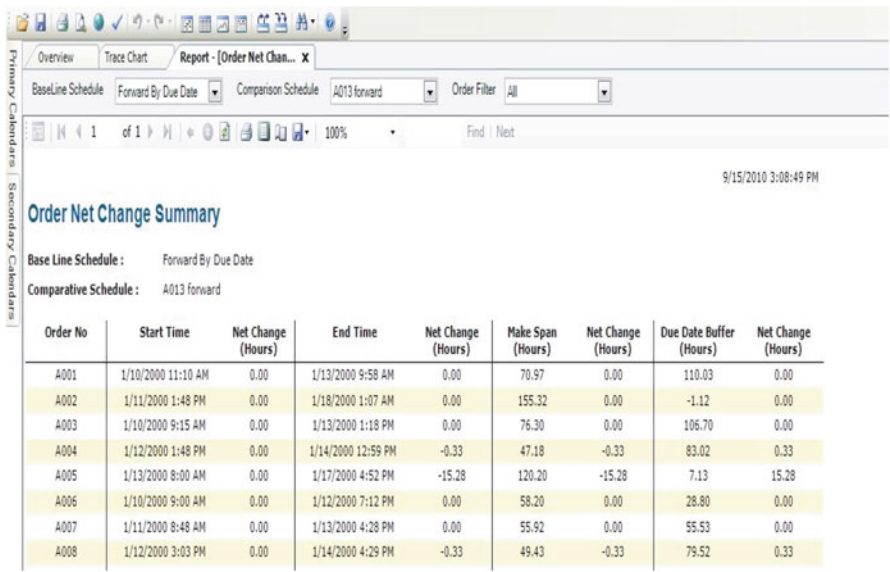 Overview Trace Chart Report - [Order Net Chan... X
BaseLine Schedule Forward By Due Date Comparison Schedule A013 forward Order Filter All
1 of 1 100% Find | Next
Primary Calendars
Secondary Calendars
9/15/2010 3:08:49 PM
Order Net Change Summary
Base Line Schedule : Forward By Due Date
Comparative Schedule : A013 forward
Order No Start Time Net Change (Hours) End Time Net Change (Hours) Make Span (Hours) Net Change (Hours) Due Date Buffer (Hours) Net Change (Hours)
A001 1/10/2000 11:10 AM 0.00 1/13/2000 9:58 AM 0.00 70.97 0.00 110.03 0.00
A002 1/11/2000 1:48 PM 0.00 1/18/2000 1:07 AM 0.00 155.32 0.00 -1.12 0.00
A003 1/10/2000 9:15 AM 0.00 1/13/2000 1:18 PM 0.00 76.30 0.00 106.70 0.00
A004 1/12/2000 1:48 PM 0.00 1/14/2000 12:59 PM -0.33 47.18 -0.33 83.02 0.33
A005 1/13/2000 8:00 AM 0.00 1/17/2000 4:52 PM -15.28 120.20 -15.28 7.13 15.28
A006 1/10/2000 9:00 AM 0.00 1/12/2000 7:12 PM 0.00 58.20 0.00 28.80 0.00
A007 1/11/2000 8:48 AM 0.00 1/13/2000 4:28 PM 0.00 55.92 0.00 55.53 0.00
A008 1/12/2000 3:03 PM 0.00 1/14/2000 4:29 PM -0.33 49.43 -0.33 79.52 0.33